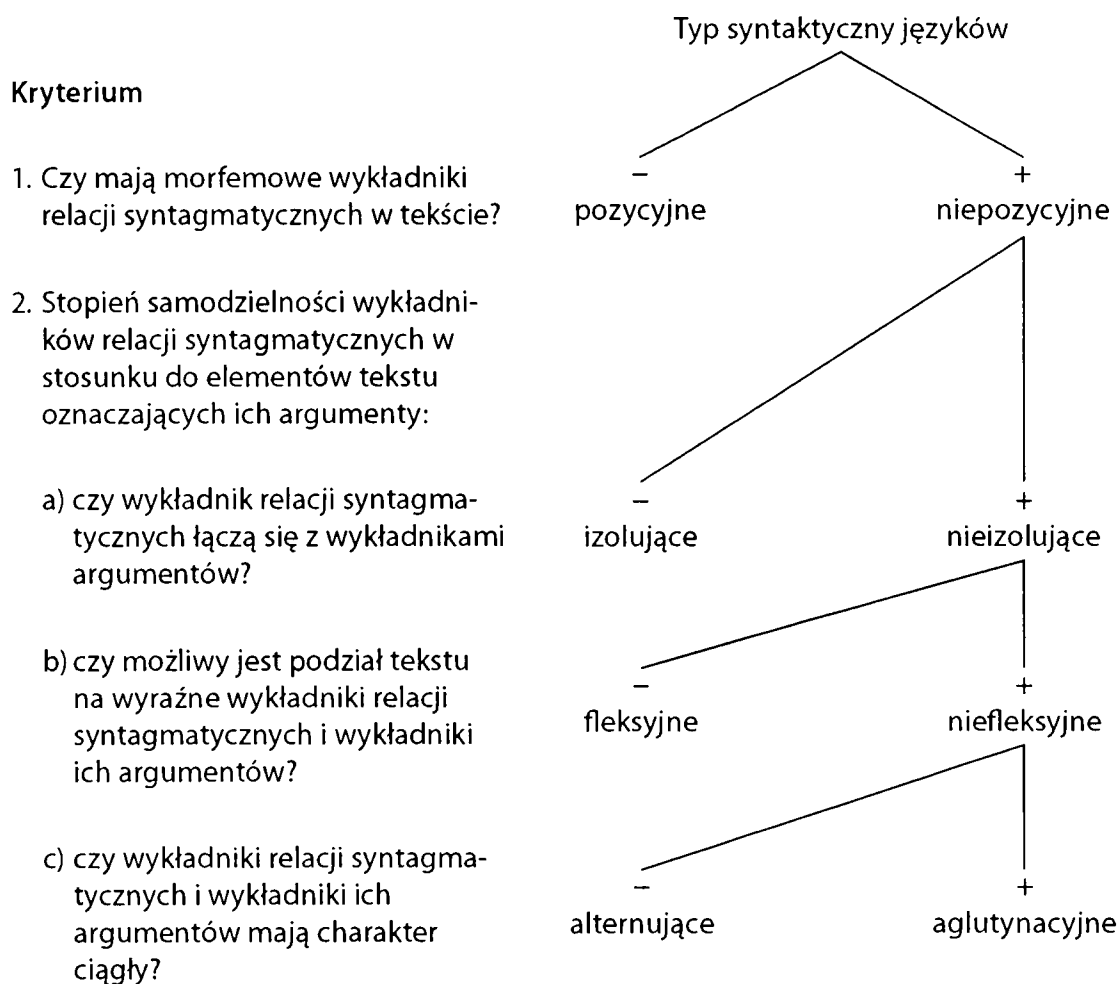 Typ syntaktyczny języków
Kryterium
1. Czy mają morfemowe wykładniki
relacji syntagmatycznych w tekście?
–
+
pozycyjne
niepozycyjne
2. Stopień samodzielności wykładni-
ków relacji syntagmatycznych w
stosunku do elementów tekstu
oznaczających ich argumenty:
a) czy wykładnik relacji syntagma-
tycznych łączą się z wykładnikami
argumentów?
–
+
izolujące
nieizolujące
b) czy możliwy jest podział tekstu
na wyraźne wykładniki relacji
syntagmatycznych i wykładniki
ich argumentów?
–
+
fleksyjne
niefleksyjne
c) czy wykładniki relacji syntagma-
tycznych i wykładniki ich
argumentów mają charakter
ciągły?
–
+
alternujące
aglutynacyjne